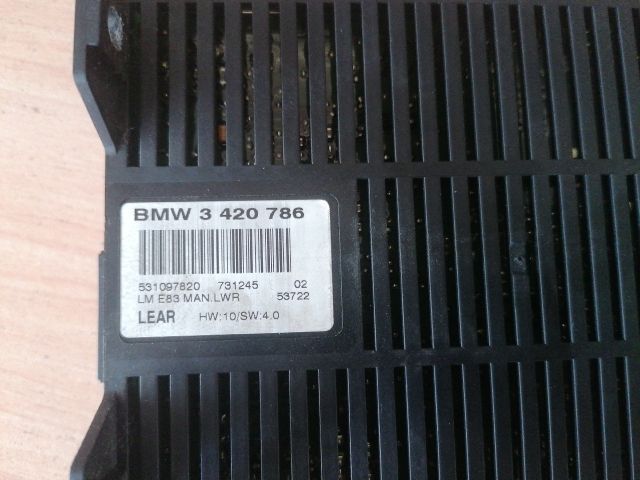 BMW 3 420 786
531097820 731245 02
LM E83 MAN.LWR 53722
LEAR HW:10/SW:4.0